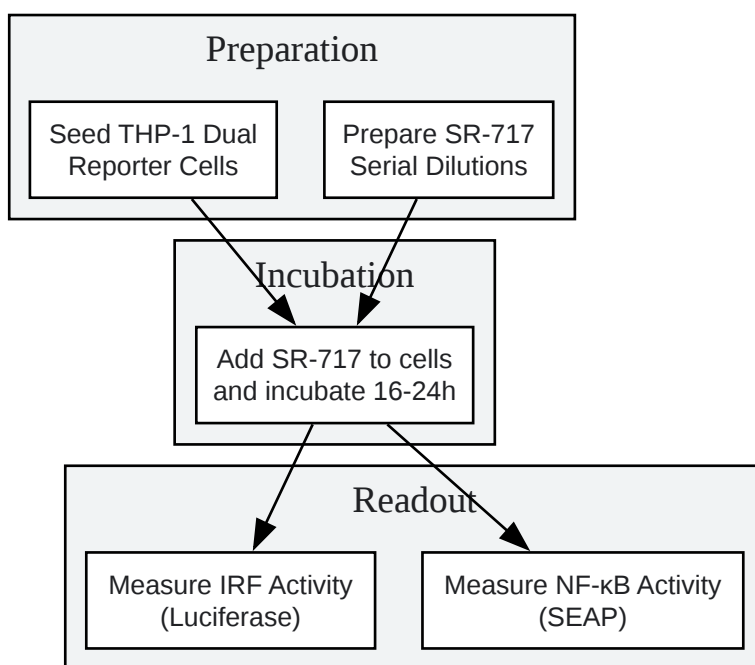 Preparation
Seed THP-1 Dual
Reporter Cells
Prepare SR-717
Serial Dilutions
Incubation
Add SR-717 to cells
and incubate 16-24h
Readout
Measure IRF Activity
(Luciferase)
Measure NF-κB Activity
(SEAP)